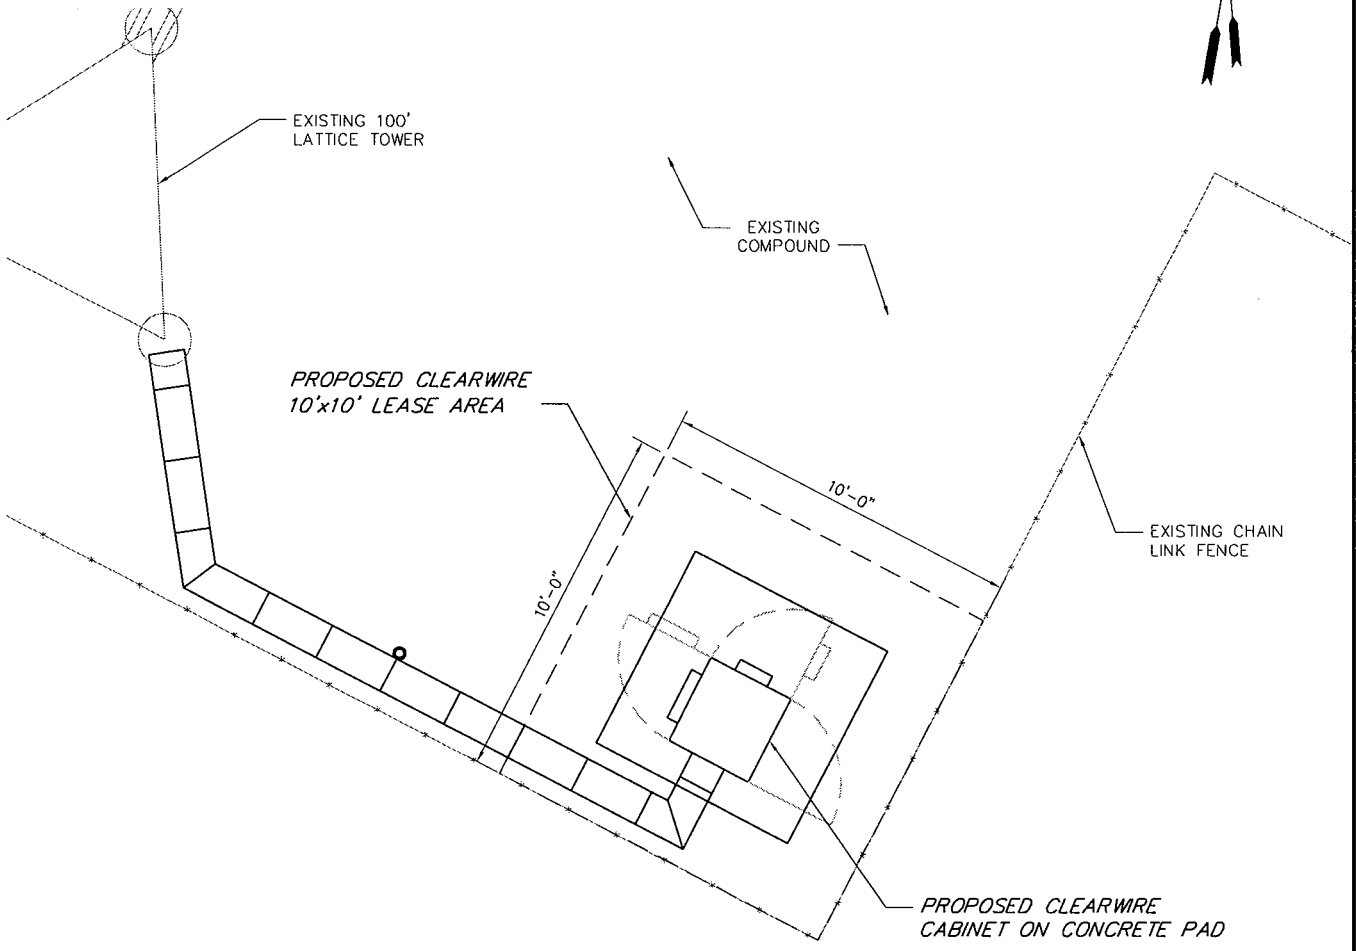 EXISTING 100'
LATTICE TOWER
EXISTING
COMPOUND
PROPOSED CLEARWIRE
10'x10' LEASE AREA
10'-0"
10'-0"
EXISTING CHAIN
LINK FENCE
PROPOSED CLEARWIRE
CABINET ON CONCRETE PAD